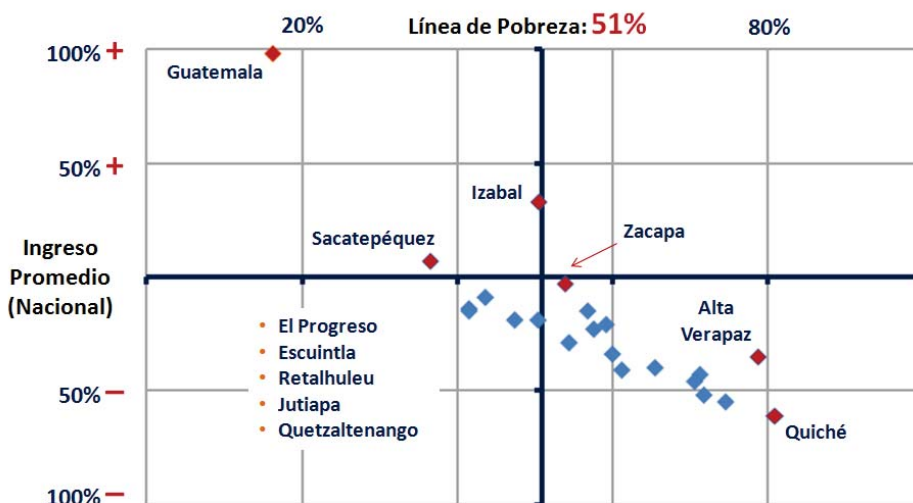 20% Línea de Pobreza: 51% 80%
100% +
Guatemala
50% +
Izabal
Sacatepéquez
Zacapa
Ingreso
Promedio
(Nacional)
Alta
Verapaz
• El Progreso
• Escuintla
• Retalhuleu
• Jutiapa
• Quetzaltenango
50% −
Quiché
100% −